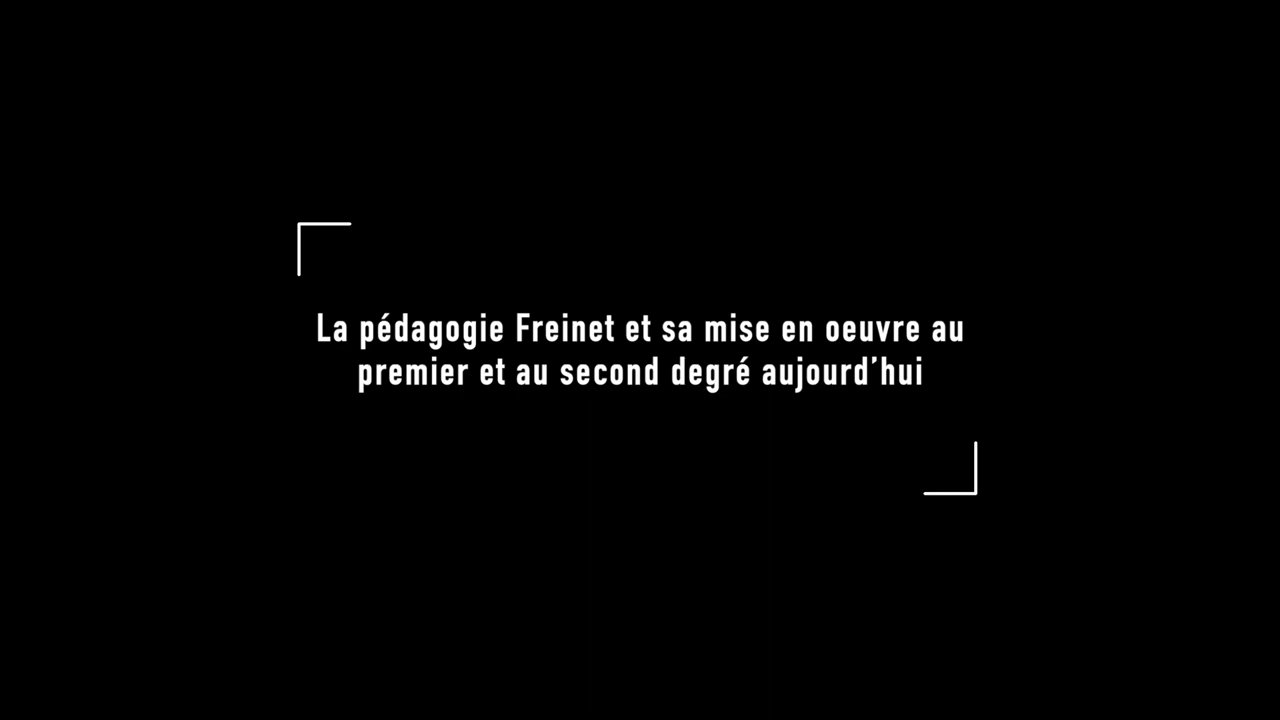 La pédagogie Freinet et sa mise en oeuvre au
premier et au second degré aujourd’hui